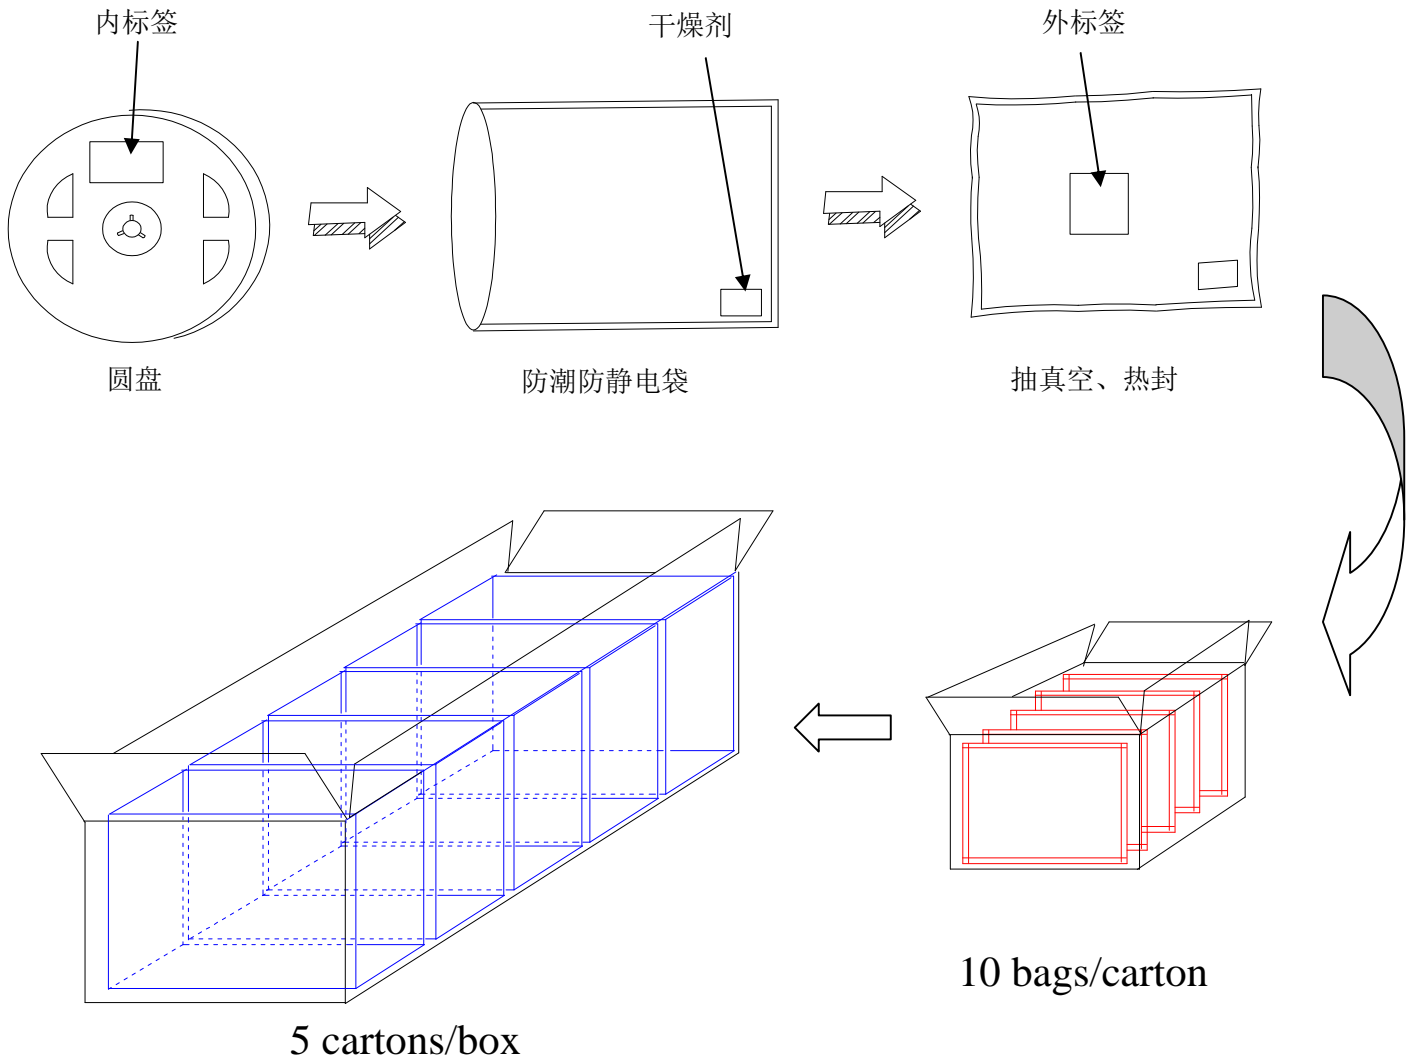 内标签
干燥剂
外标签
圆盘
防潮防静电袋
抽真空、热封
10 bags/carton
5 cartons/box